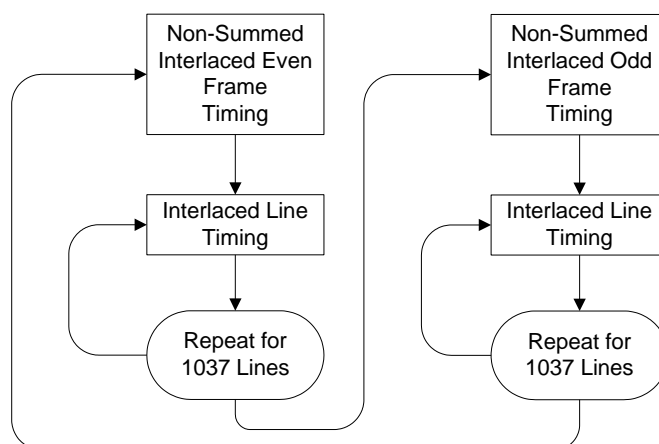 Non-Summed
Interlaced Even
Frame
Timing
Interlaced Line
Timing
Repeat for
1037 Lines
Non-Summed
Interlaced Odd
Frame
Timing
Interlaced Line
Timing
Repeat for
1037 Lines